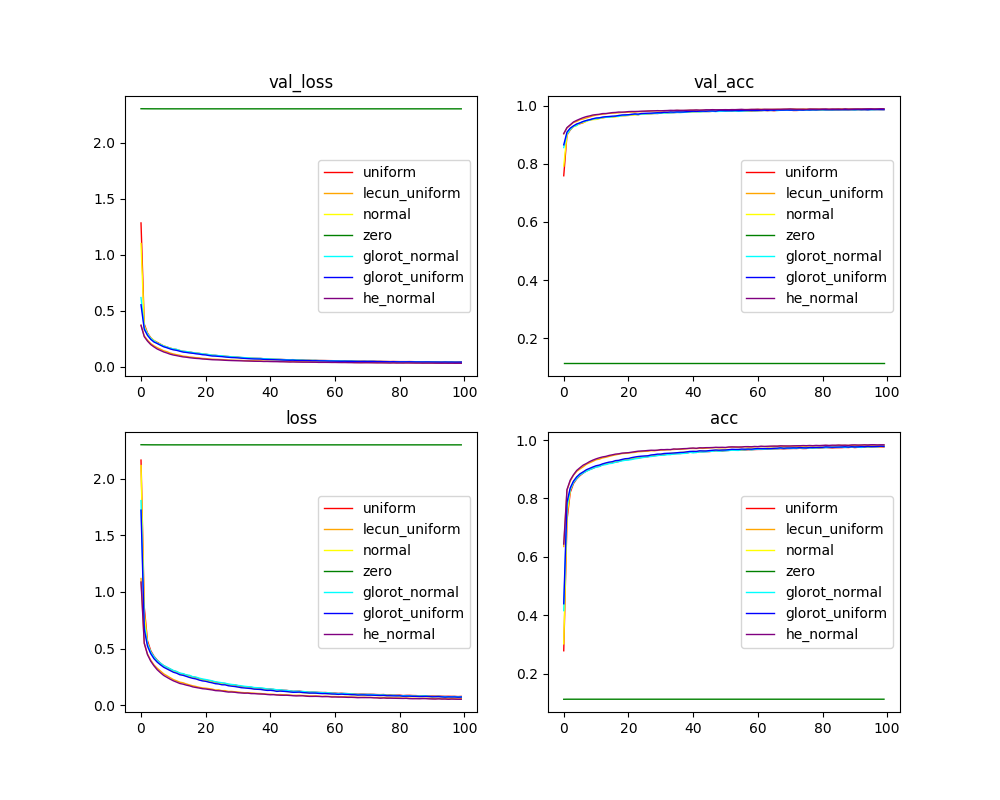 val_loss
2.0
1.5
1.0
0.5
0.0
0 20 40 60 80 100
uniform
lecun_uniform
normal
zero
glorot_normal
glorot_uniform
he_normal
val_acc
1.0
0.8
0.6
0.4
0.2
0 20 40 60 80 100
uniform
lecun_uniform
normal
zero
glorot_normal
glorot_uniform
he_normal
loss
2.0
1.5
1.0
0.5
0.0
0 20 40 60 80 100
uniform
lecun_uniform
normal
zero
glorot_normal
glorot_uniform
he_normal
acc
1.0
0.8
0.6
0.4
0.2
0 20 40 60 80 100
uniform
lecun_uniform
normal
zero
glorot_normal
glorot_uniform
he_normal